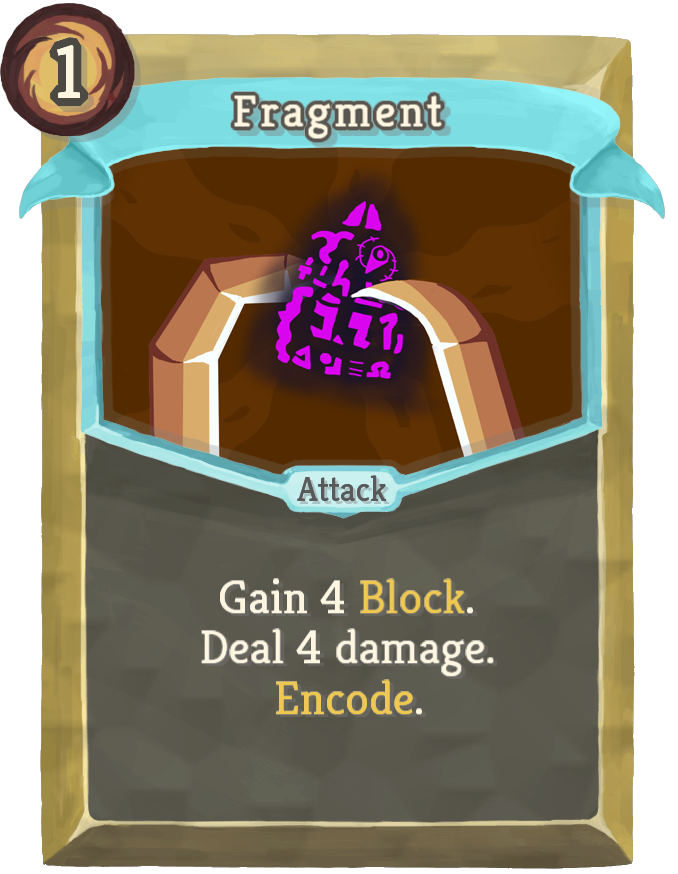 1
Fragment
Attack
Gain 4 Block.
Deal 4 damage.
Encode.